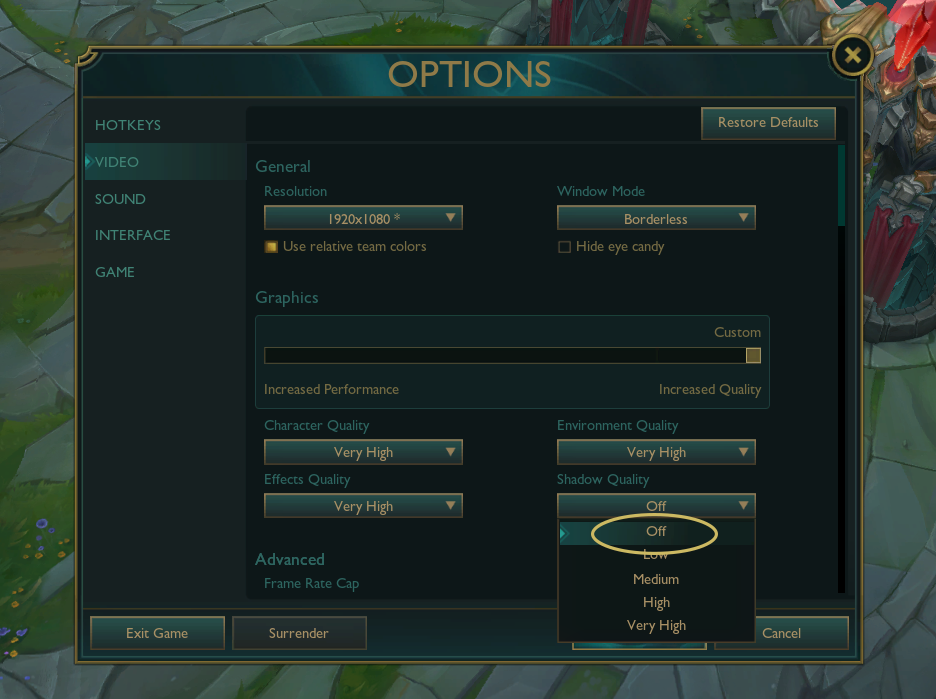 OPTIONS
HOTKEYS
VIDEO
SOUND
INTERFACE
GAME
Restore Defaults
General
Resolution
Window Mode
1920x1080 *
Borderless
Use relative team colors
Hide eye candy
Graphics
Custom
Increased Performance
Increased Quality
Character Quality
Environment Quality
Very High
Very High
Effects Quality
Shadow Quality
Very High
Off
Off
Low
Medium
High
Very High
Advanced
Frame Rate Cap
Exit Game
Surrender
Cancel